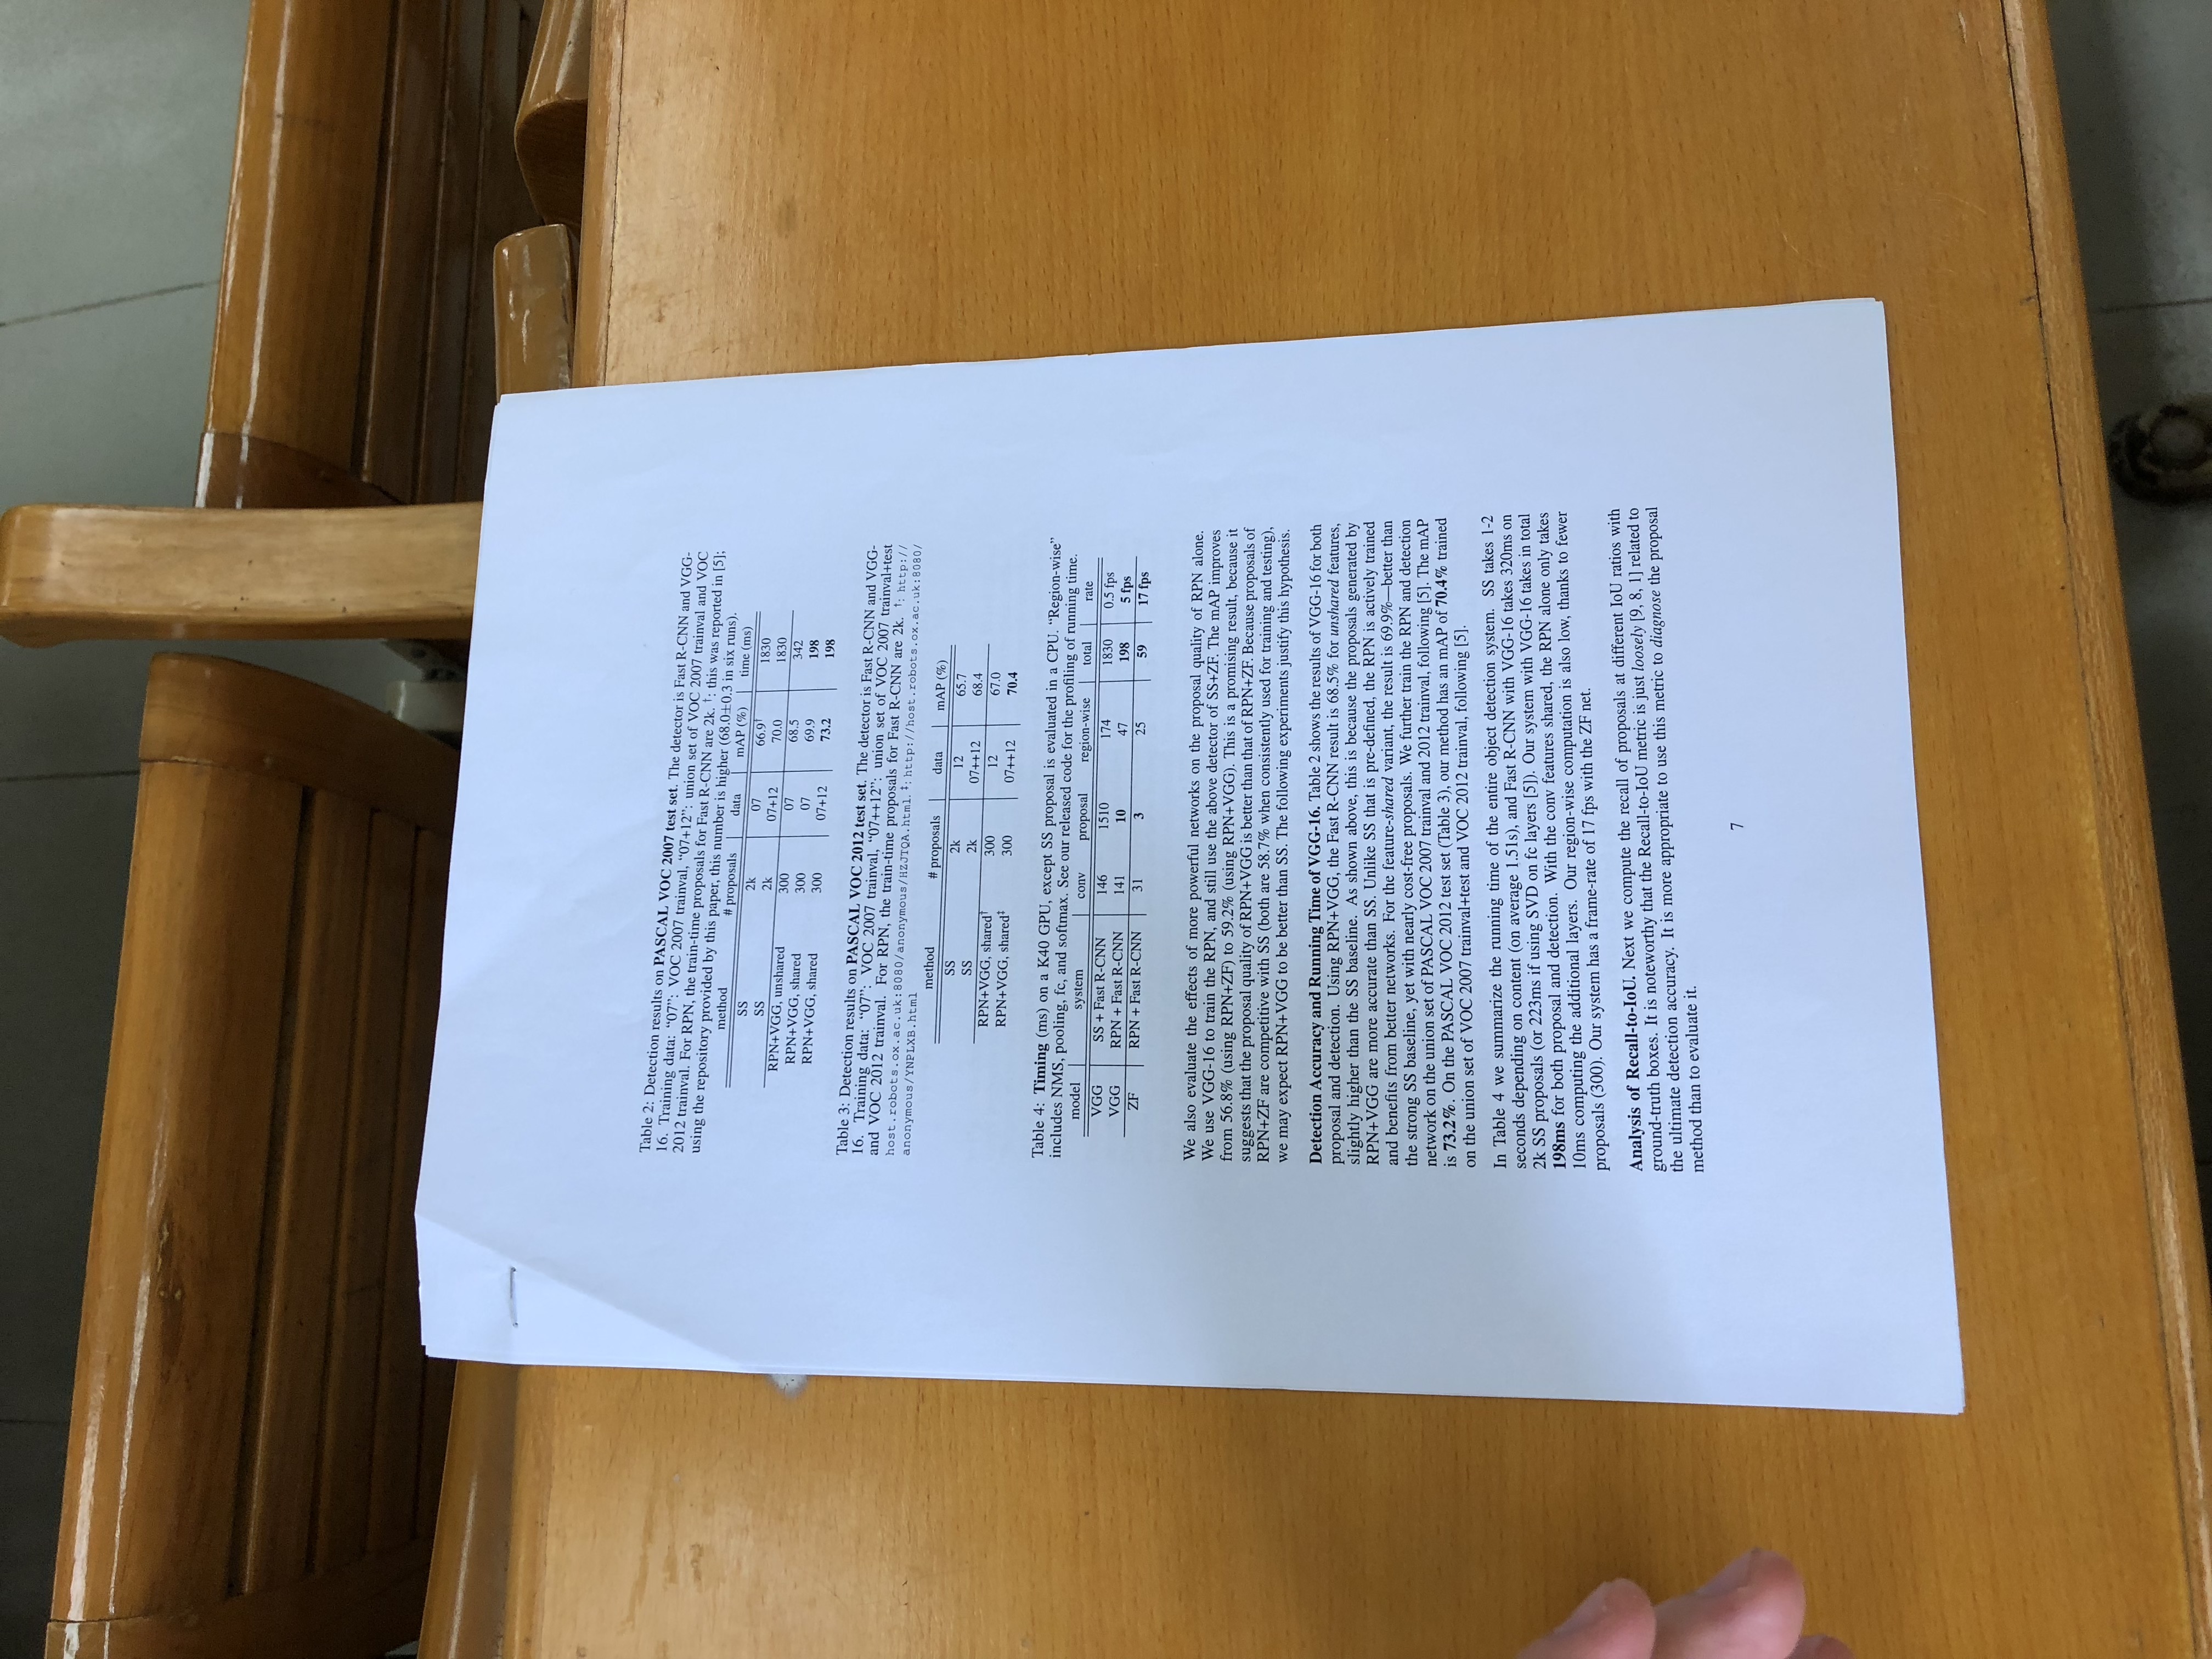 Table 2: Detection results on PASCAL VOC 2007 test set. The detector is Fast R-CNN and VGG-
16. Training data: “07”: VOC 2007 trainval, “07+12”: union set of VOC 2007 trainval and VOC
2012 trainval. For RPN, the train-time proposals for Fast R-CNN are 2k. †: this was reported in [5];
using the repository provided by this paper, this number is higher (68.0±0.3 in six runs).
method # proposals data mAP (%) time (ms)
SS 2k 07 66.9† 1830
SS 2k 07+12 70.0 1830
RPN+VGG, unshared 300 07 68.5 342
RPN+VGG, shared 300 07 69.9 198
RPN+VGG, shared 300 07+12 73.2 198
Table 3: Detection results on PASCAL VOC 2012 test set. The detector is Fast R-CNN and VGG-
16. Training data: “07”: VOC 2007 trainval, “07++12”: union set of VOC 2007 trainval+test
and VOC 2012 trainval. For RPN, the train-time proposals for Fast R-CNN are 2k. †: http://
host.robots.ox.ac.uk:8080/anonymous/HZJTQA.html. ‡: http://host.robots.ox.ac.uk:8080/
anonymous/YNPLXB.html
method # proposals data mAP (%)
SS 2k 12 65.7
SS 2k 07++12 68.4
RPN+VGG, shared† 300 12 67.0
RPN+VGG, shared‡ 300 07++12 70.4
Table 4: Timing (ms) on a K40 GPU, except SS proposal is evaluated in a CPU. “Region-wise”
includes NMS, pooling, fc, and softmax. See our released code for the profiling of running time.
model system conv proposal region-wise total rate
VGG SS + Fast R-CNN 146 1510 174 1830 0.5 fps
VGG RPN + Fast R-CNN 141 10 47 198 5 fps
ZF RPN + Fast R-CNN 31 3 25 59 17 fps
We also evaluate the effects of more powerful networks on the proposal quality of RPN alone.
We use VGG-16 to train the RPN, and still use the above detector of SS+ZF. The mAP improves
from 56.8% (using RPN+ZF) to 59.2% (using RPN+VGG). This is a promising result, because it
suggests that the proposal quality of RPN+VGG is better than that of RPN+ZF. Because proposals of
RPN+ZF are competitive with SS (both are 58.7% when consistently used for training and testing),
we may expect RPN+VGG to be better than SS. The following experiments justify this hypothesis.
Detection Accuracy and Running Time of VGG-16. Table 2 shows the results of VGG-16 for both
proposal and detection. Using RPN+VGG, the Fast R-CNN result is 68.5% for unshared features,
slightly higher than the SS baseline. As shown above, this is because the proposals generated by
RPN+VGG are more accurate than SS. Unlike SS that is pre-defined, the RPN is actively trained
and benefits from better networks. For the feature-shared variant, the result is 69.9%—better than
the strong SS baseline, yet with nearly cost-free proposals. We further train the RPN and detection
network on the union set of PASCAL VOC 2007 trainval and 2012 trainval, following [5]. The mAP
is 73.2%. On the PASCAL VOC 2012 test set (Table 3), our method has an mAP of 70.4% trained
on the union set of VOC 2007 trainval+test and VOC 2012 trainval, following [5].
In Table 4 we summarize the running time of the entire object detection system. SS takes 1-2
seconds depending on content (on average 1.51s), and Fast R-CNN with VGG-16 takes 320ms on
2k SS proposals (or 223ms if using SVD on fc layers [5]). Our system with VGG-16 takes in total
198ms for both proposal and detection. With the conv features shared, the RPN alone only takes
10ms computing the additional layers. Our region-wise computation is also low, thanks to fewer
proposals (300). Our system has a frame-rate of 17 fps with the ZF net.
Analysis of Recall-to-IoU. Next we compute the recall of proposals at different IoU ratios with
ground-truth boxes. It is noteworthy that the Recall-to-IoU metric is just loosely [9, 8, 1] related to
the ultimate detection accuracy. It is more appropriate to use this metric to diagnose the proposal
method than to evaluate it.
7